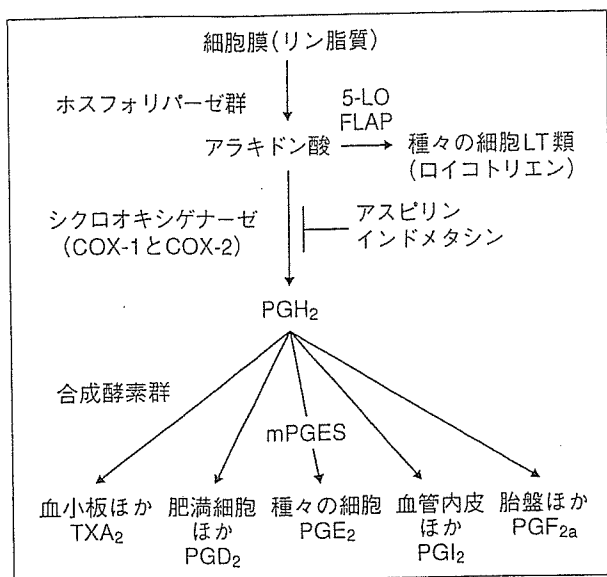 細胞膜(リン脂質)
ホスフォリパーゼ群
5-LO
FLAP
アラキドン酸
種々の細胞LT類
(ロイコトリエン)
シクロオキシゲナーゼ
(COX-1とCOX-2)
アスピリン
インドメタシン
PGH₂
合成酵素群
mPGES
血小板ほか
TXA₂
肥満細胞
ほか
PGD₂
種々の細胞
PGE₂
血管内皮
ほか
PGI₂
胎盤ほか
PGF₂a